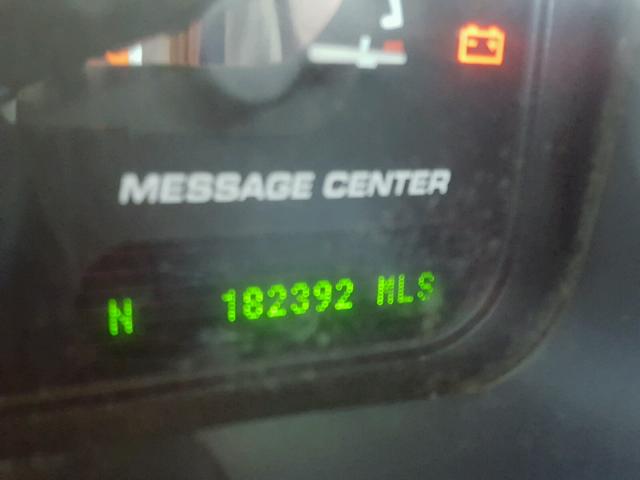 MESSAGE CENTER
N 182392 MLS